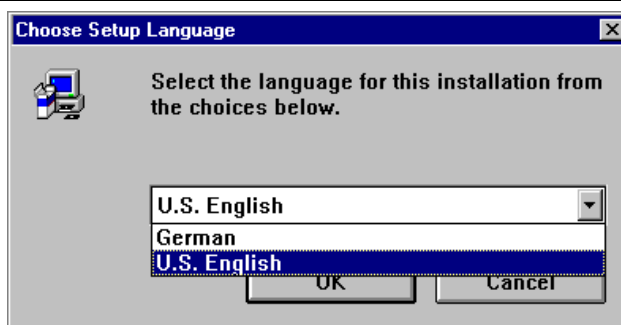 Choose Setup Language
Select the language for this installation from
the choices below.
U.S. English
German
U.S. English
OK
Cancel